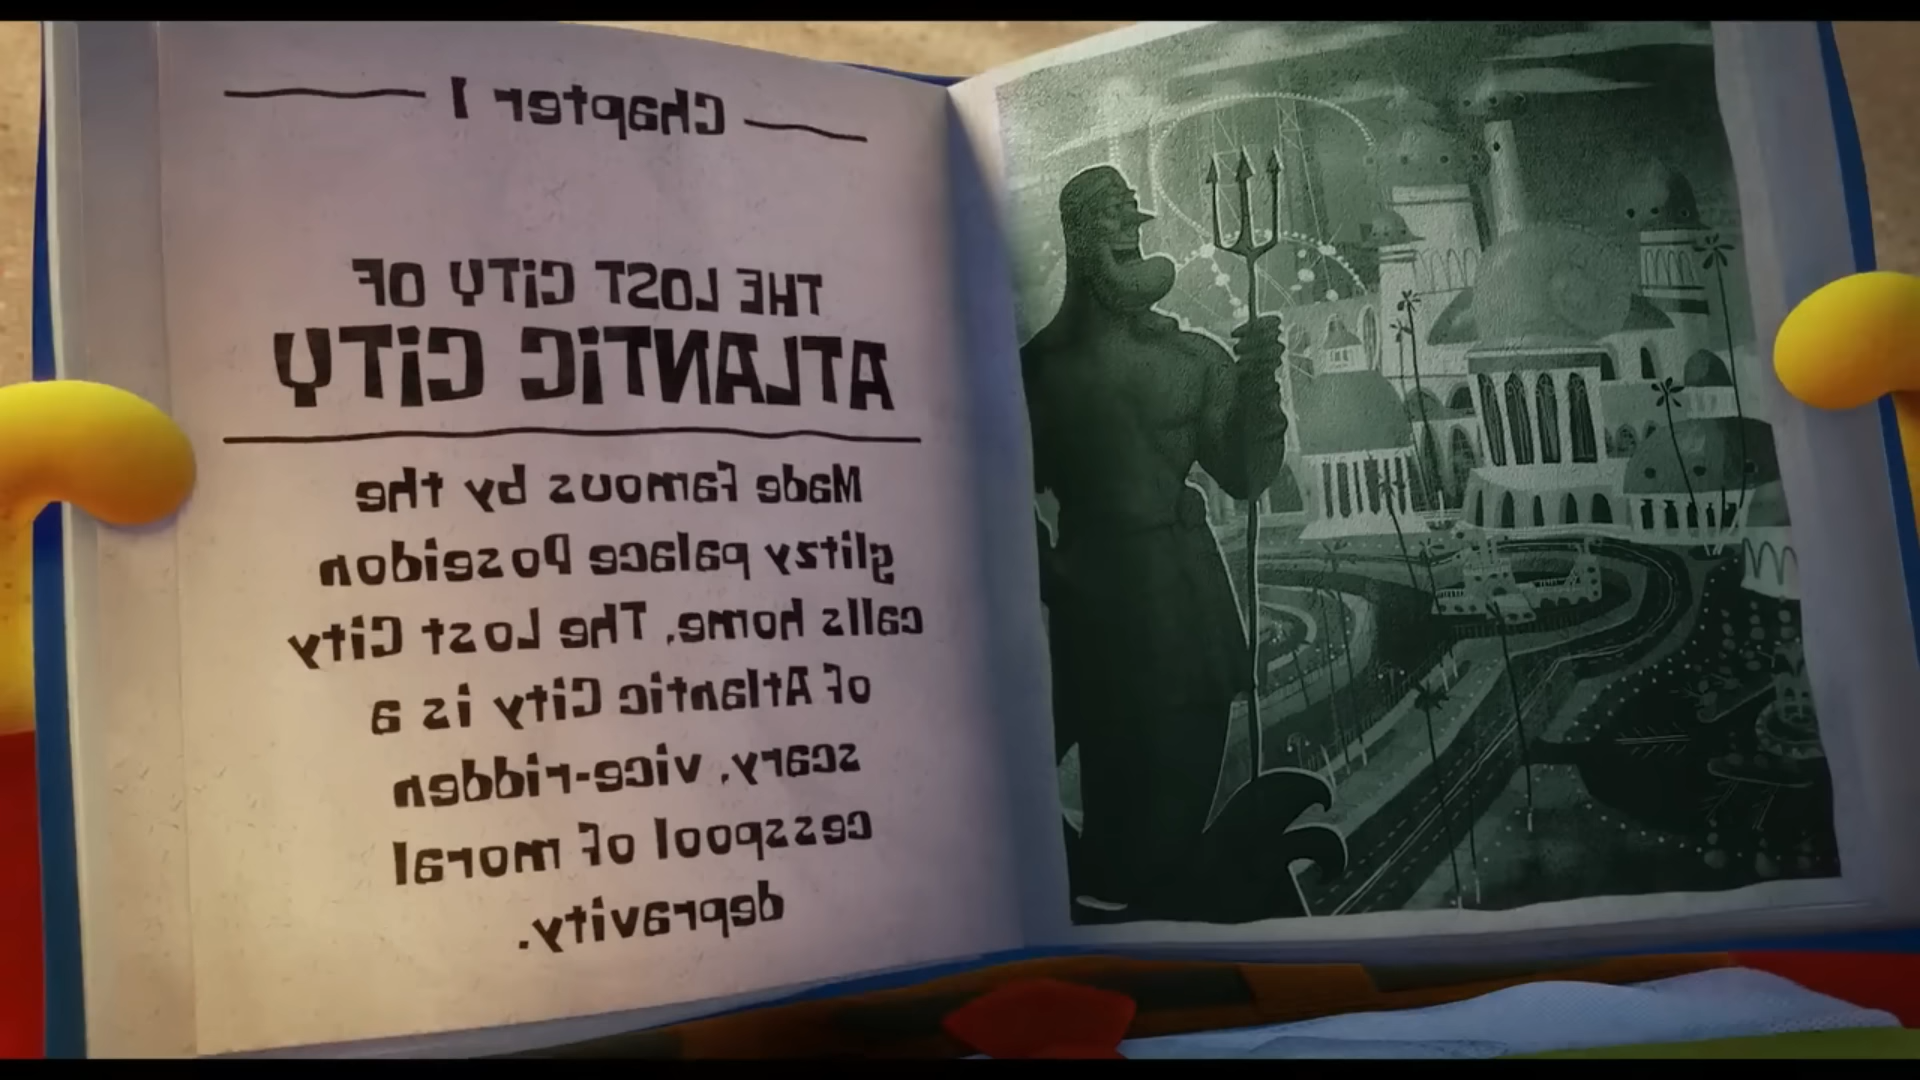 Chapter 1
THE LOST CITY OF
ATLANTIC CITY
Made famous by the
glitzy palace Poseidon
calls home, The Lost City
of Atlantic City is a
scary, vice-ridden
cesspool of moral
depravity.